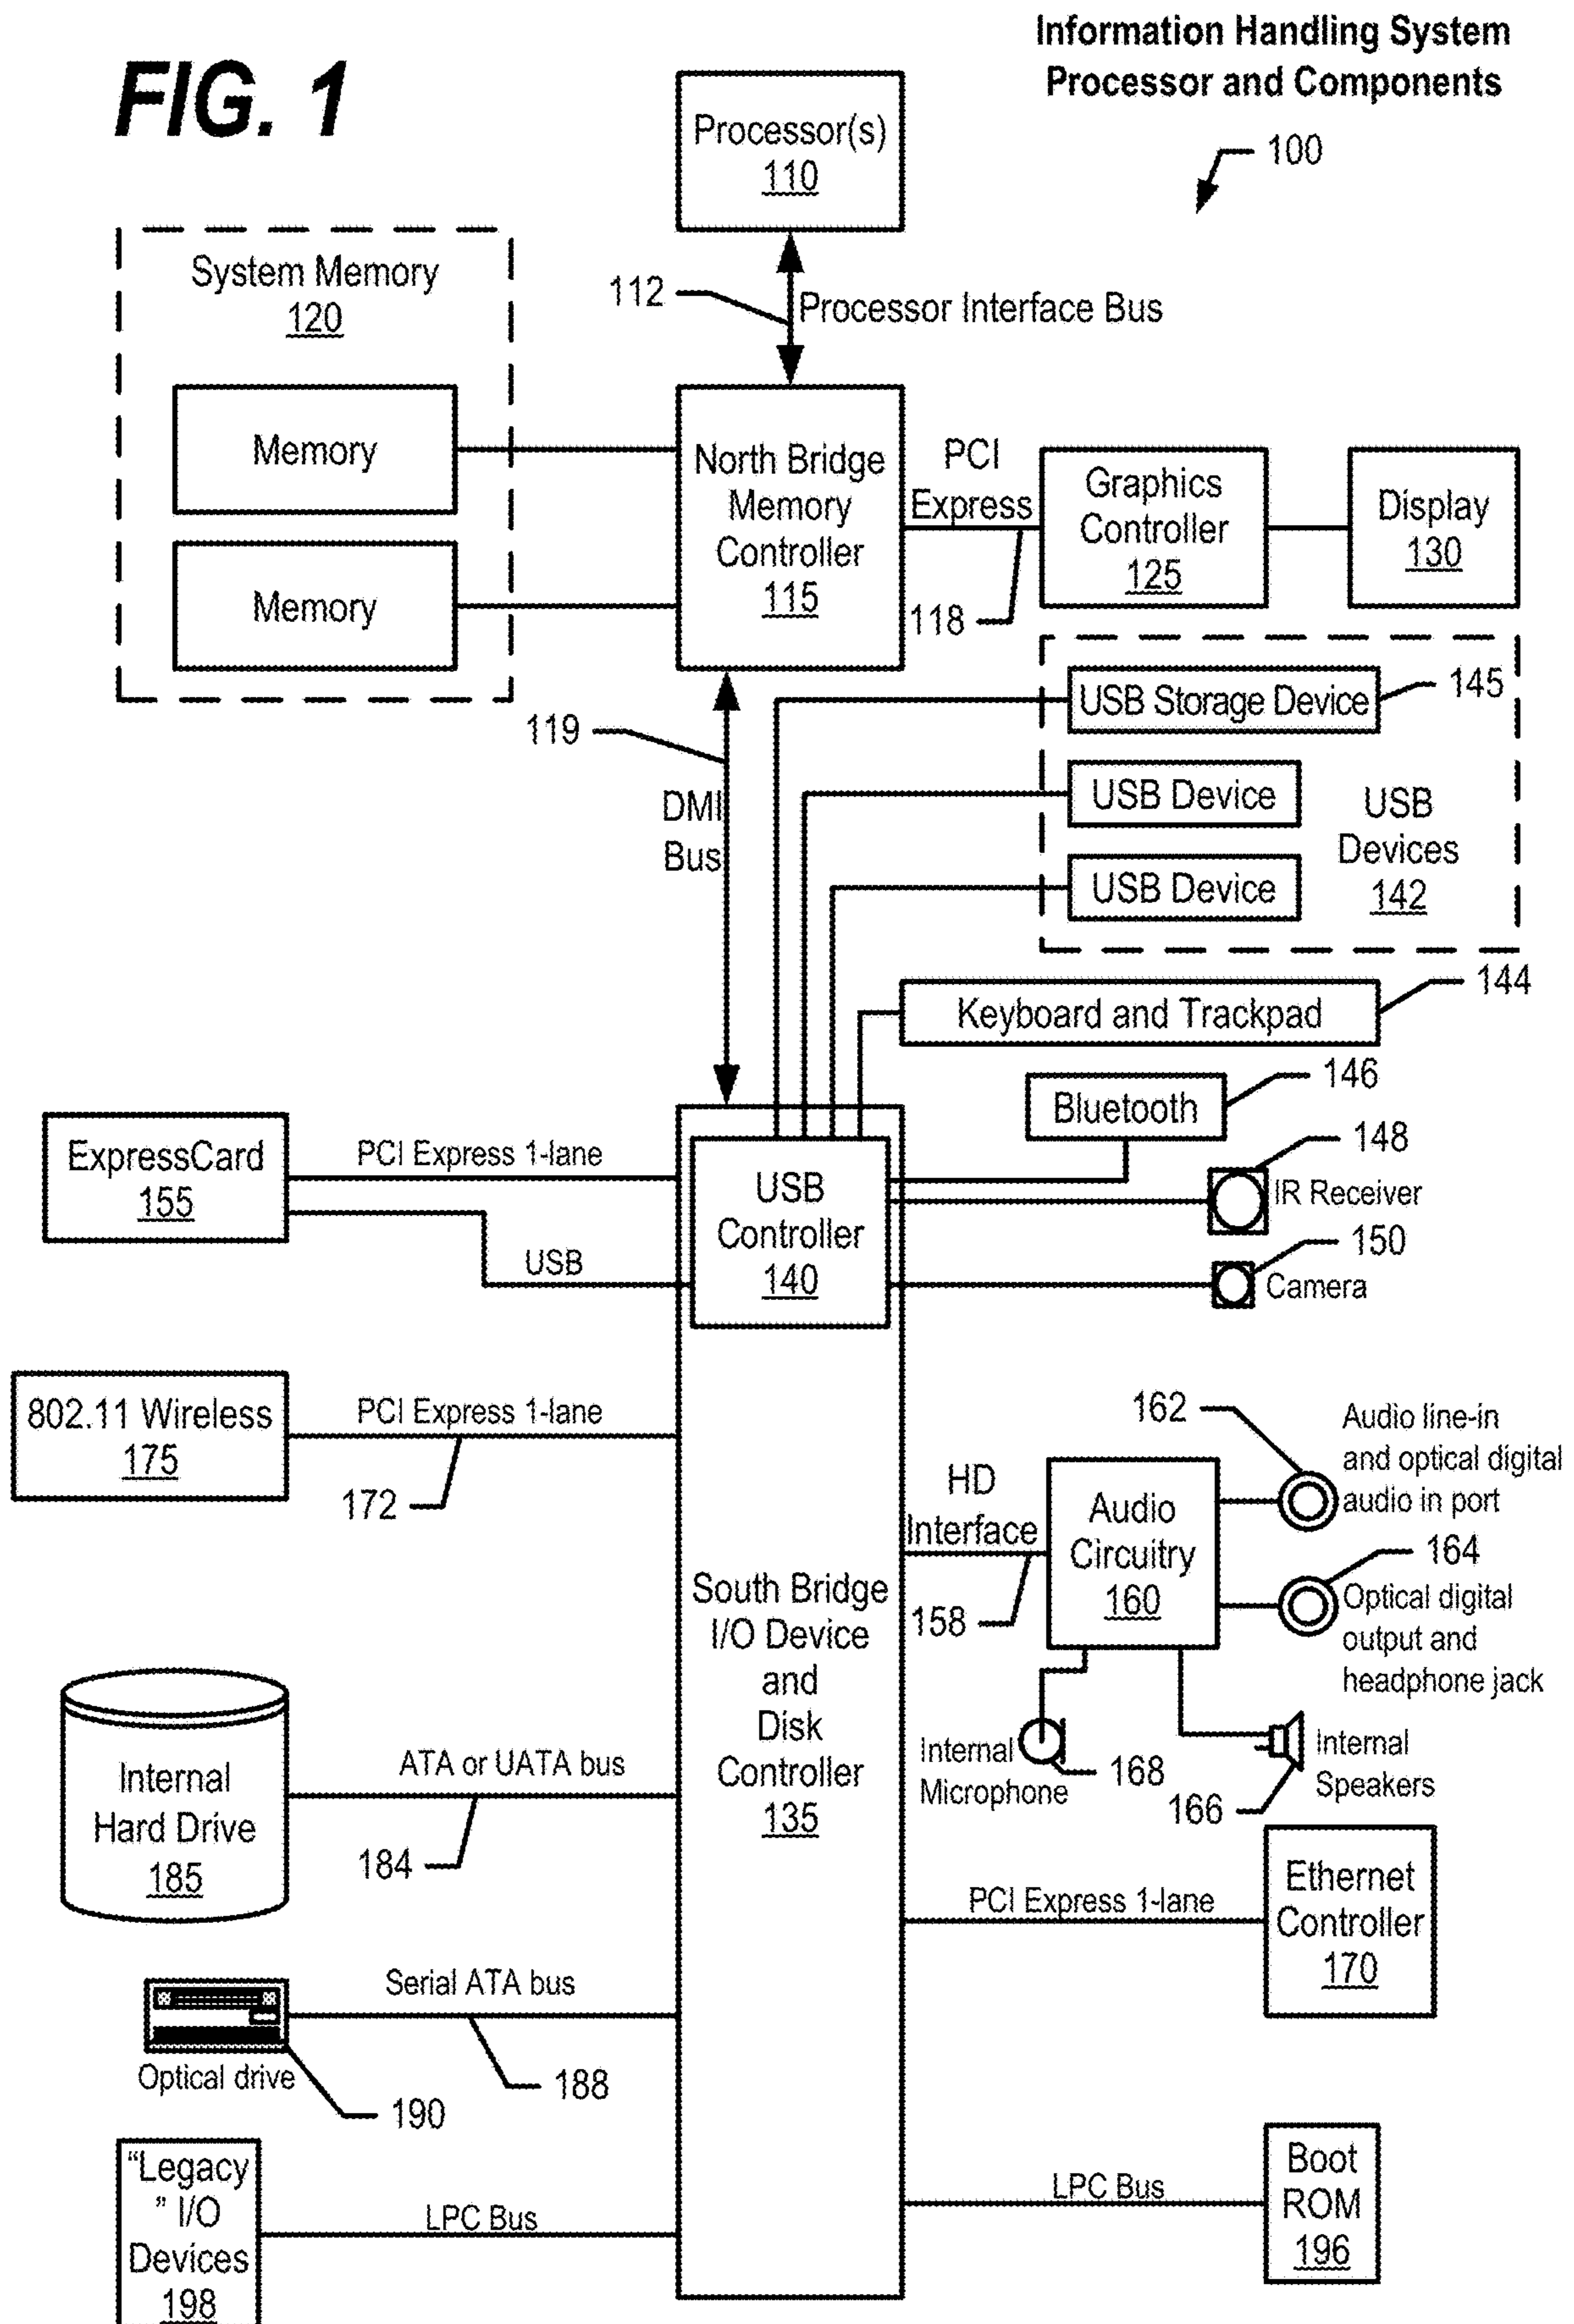 FIG. 1
Information Handling System
Processor and Components
100
Processor(s)
110
112
Processor Interface Bus
System Memory
120
Memory
Memory
North Bridge
Memory
Controller
115
PCI
Express
118
Graphics
Controller
125
Display
130
119
DMI
Bus
USB Storage Device
145
USB Device
USB Device
USB
Devices
142
Keyboard and Trackpad
144
Bluetooth
146
148
IR Receiver
150
Camera
ExpressCard
155
PCI Express 1-lane
USB
USB
Controller
140
802.11 Wireless
175
PCI Express 1-lane
172
HD
Interface
158
Audio
Circuitry
160
162
Audio line-in
and optical digital
audio in port
164
Optical digital
output and
headphone jack
Internal
Microphone
168
166
Internal
Speakers
South Bridge
I/O Device
and
Disk
Controller
135
Internal
Hard Drive
185
ATA or UATA bus
184
PCI Express 1-lane
Ethernet
Controller
170
Serial ATA bus
188
Optical drive
190
"Legacy
" I/O
Devices
198
LPC Bus
LPC Bus
Boot
ROM
196